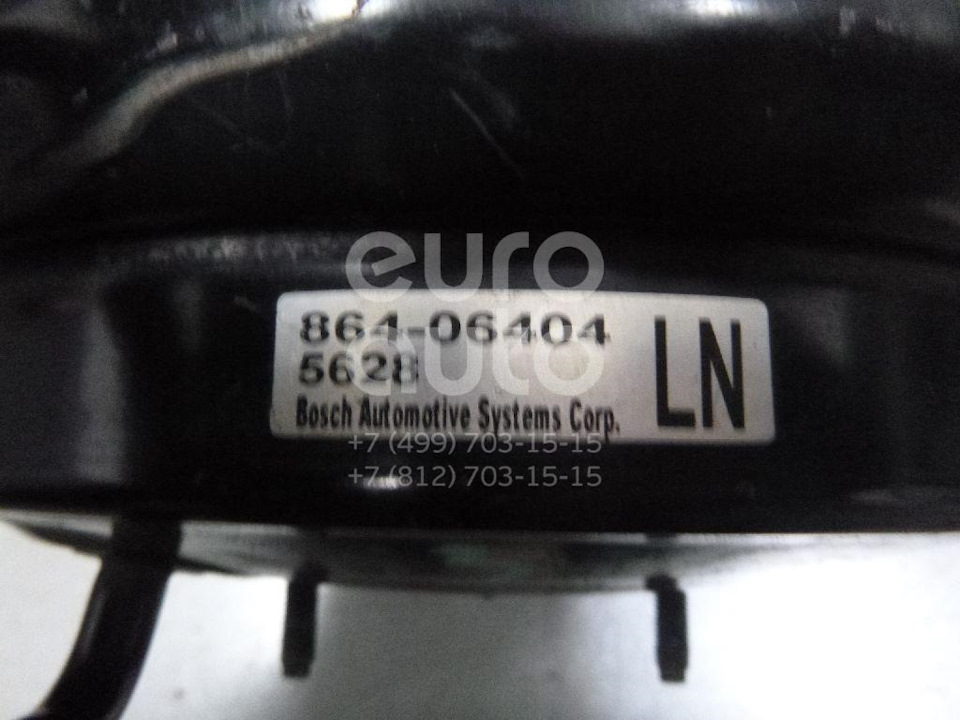 euro
auto
864-06404
5628
LN
Bosch Automotive Systems Corp.
+7 (499) 703-15-15
+7 (812) 703-15-15